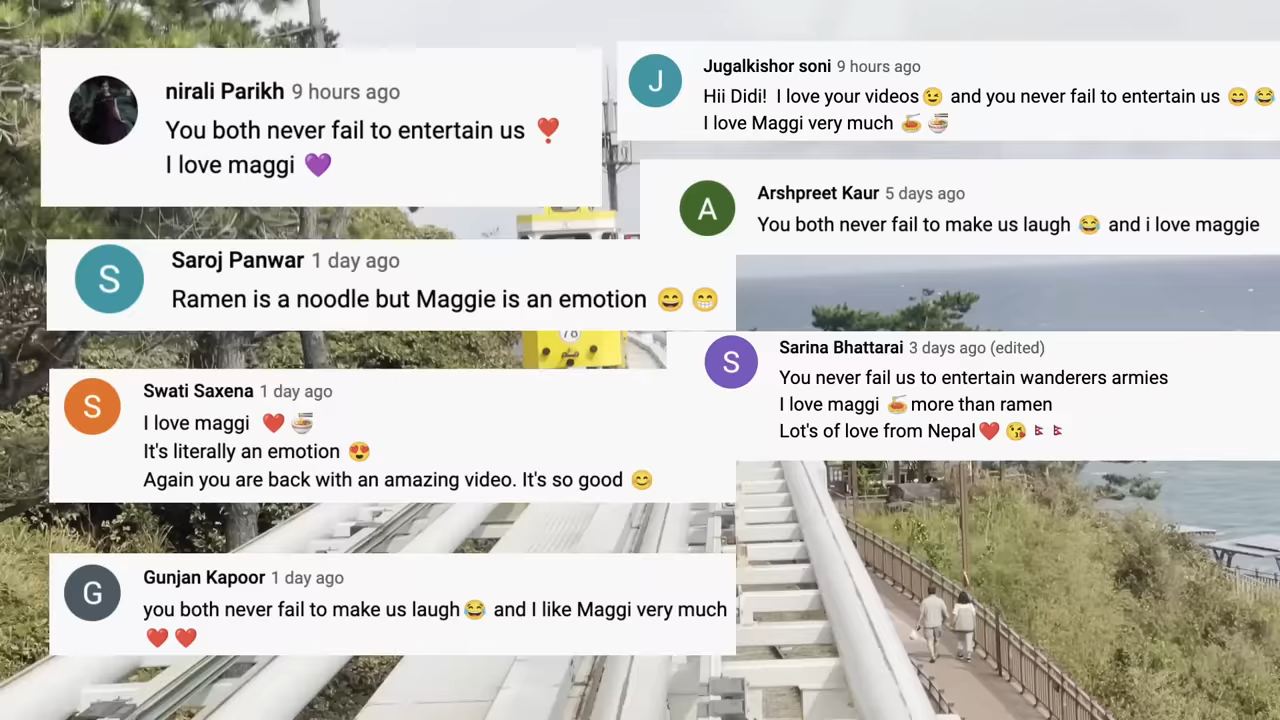 nirali Parikh 9 hours ago
You both never fail to entertain us ❣️
I love maggi 💜
Jugalkishor soni 9 hours ago
Hii Didi! I love your videos😉 and you never fail to entertain us 😄 😂
I love Maggi very much 🍝 🍜
A
Arshpreet Kaur 5 days ago
You both never fail to make us laugh 😂 and i love maggie
S
Saroj Panwar 1 day ago
Ramen is a noodle but Maggie is an emotion 😄 😁
78
S
Sarina Bhattarai 3 days ago (edited)
You never fail us to entertain wanderers armies
I love maggi 🍝more than ramen
Lot's of love from Nepal❤️ 😘 🇳🇵 🇳🇵
S
Swati Saxena 1 day ago
I love maggi ❤️ 🍜
It's literally an emotion 😍
Again you are back with an amazing video. It's so good 😊
G
Gunjan Kapoor 1 day ago
you both never fail to make us laugh😂 and I like Maggi very much
❤️ ❤️
J